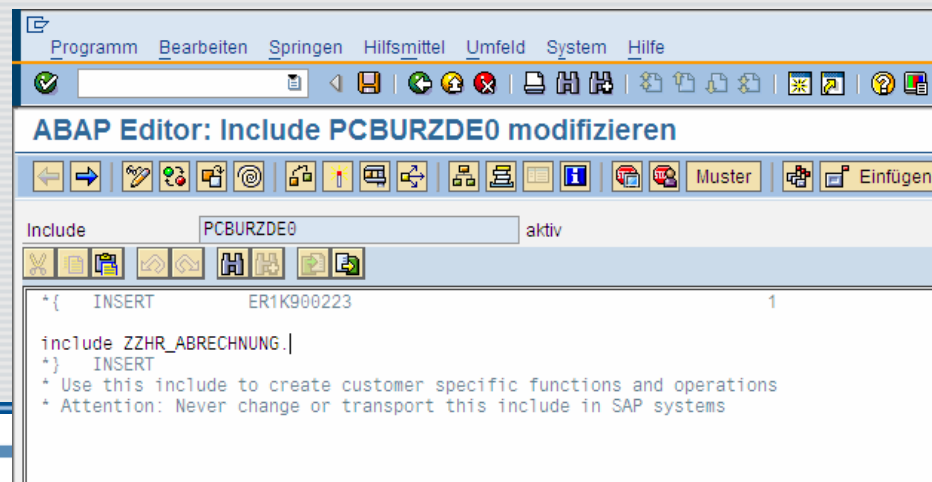 Programm Bearbeiten Springen Hilfsmittel Umfeld System Hilfe
ABAP Editor: Include PCBURZDE0 modifizieren
Muster Einfügen
Include PCBURZDE0 aktiv
*{ INSERT ER1K900223 1
include ZZHR_ABRECHNUNG.
*} INSERT
* Use this include to create customer specific functions and operations
* Attention: Never change or transport this include in SAP systems